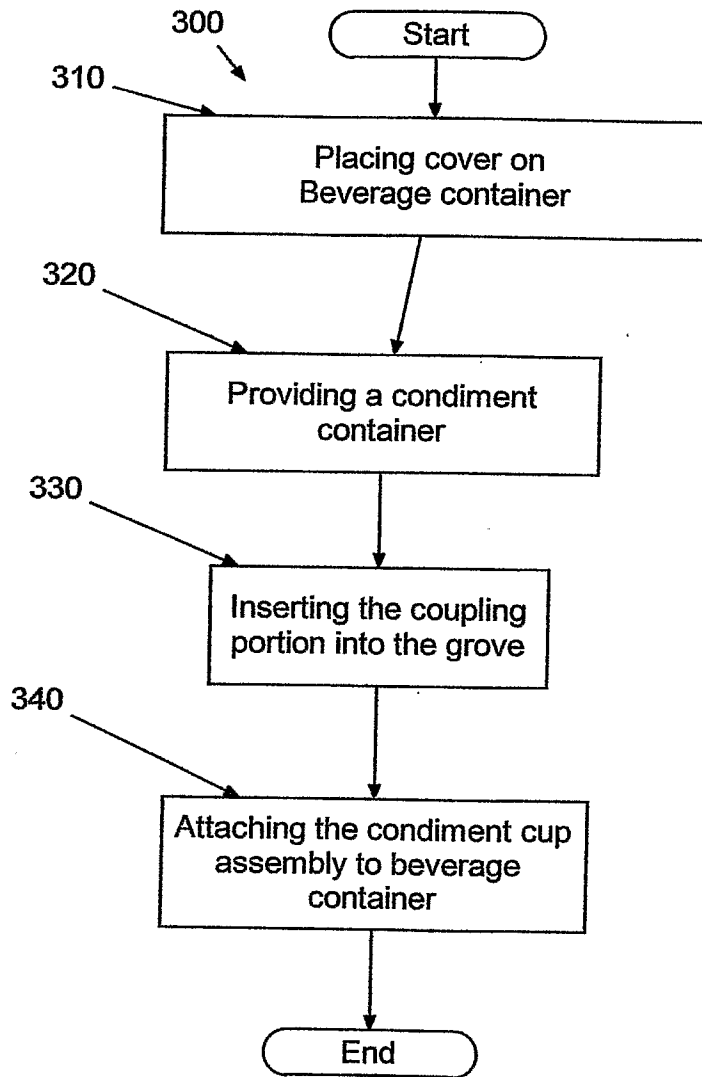 300
Start
310
Placing cover on
Beverage container
320
Providing a condiment
container
330
Inserting the coupling
portion into the grove
340
Attaching the condiment cup
assembly to beverage
container
End